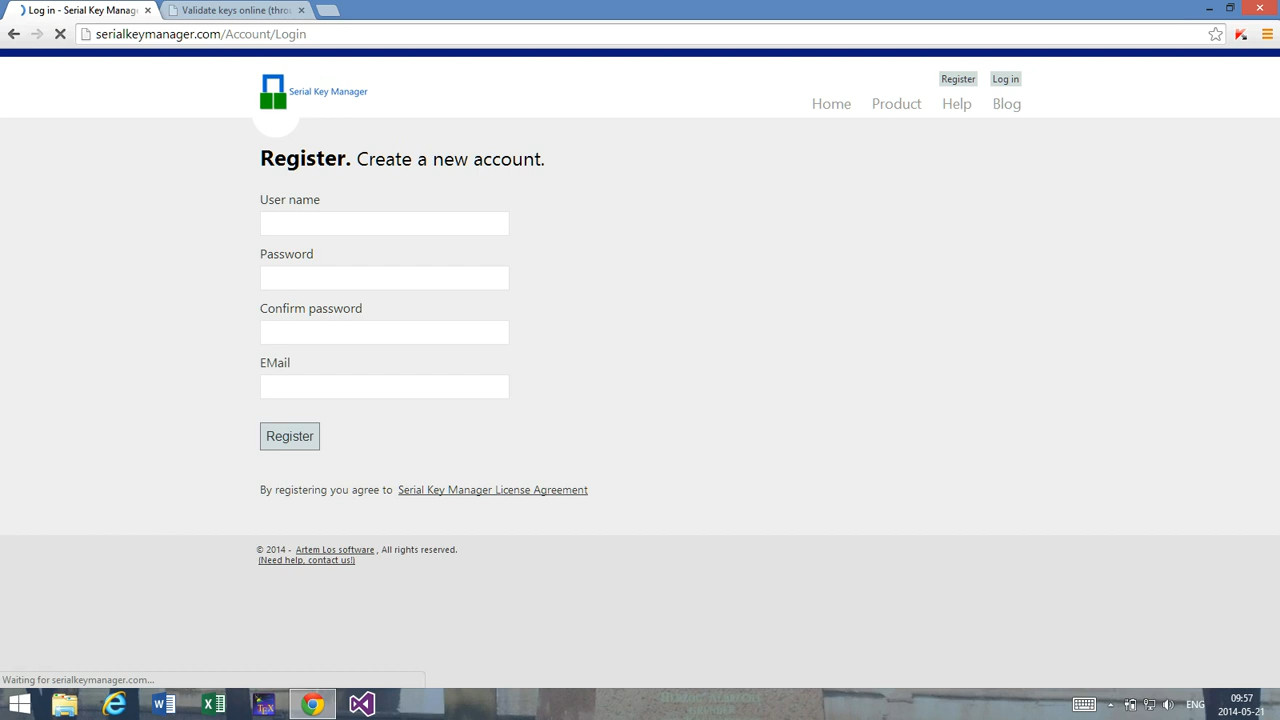 Log in - Serial Key Manag
Validate keys online (throu
serialkeymanager.com/Account/Login
Register Log in
Serial Key Manager
Home Product Help Blog
Register. Create a new account.
User name
Password
Confirm password
EMail
Register
By registering you agree to Serial Key Manager License Agreement
© 2014 - Artem Los software , All rights reserved.
(Need help, contact us!)
Waiting for serialkeymanager.com...
ENG
09:57
2014-05-21